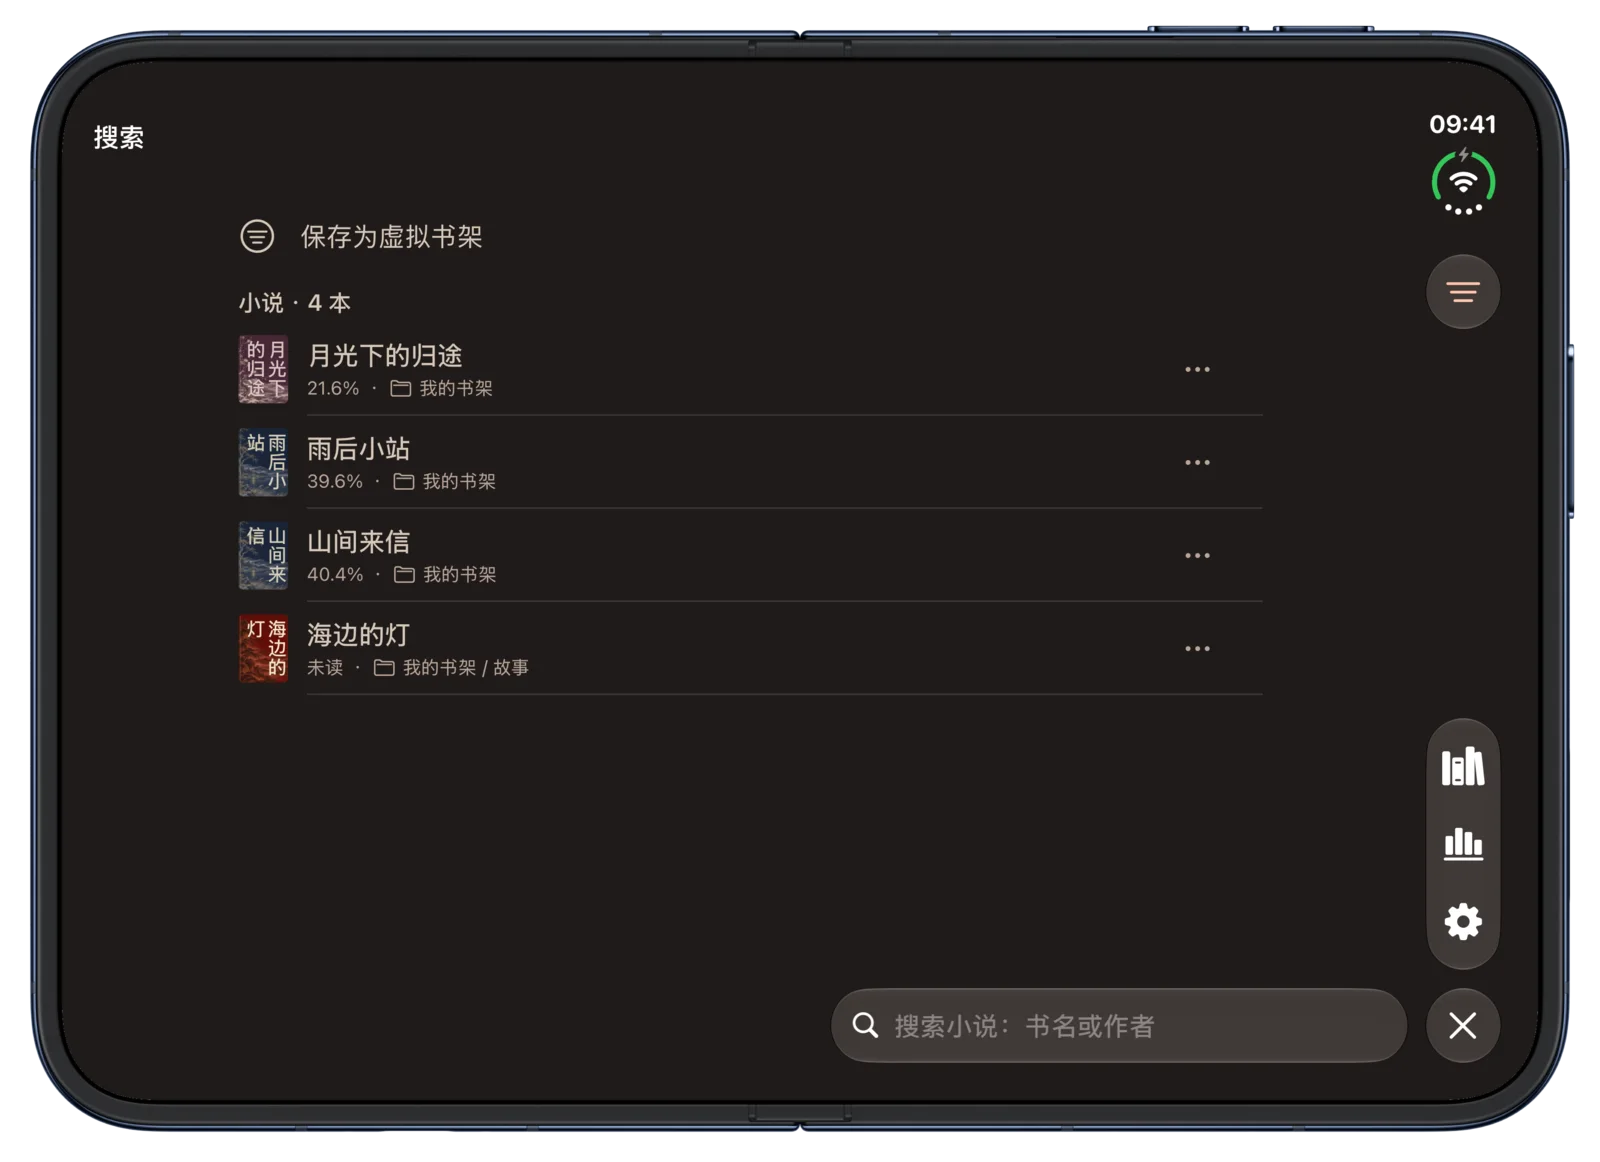 搜索
09:41
保存为虚拟书架
小说 · 4 本
月光下的归途
月光下的归途
21.6% · 我的书架
雨后小站
雨后小站
39.6% · 我的书架
山间来信
山间来信
40.4% · 我的书架
海边的灯
海边的灯
未读 · 我的书架 / 故事
搜索小说：书名或作者